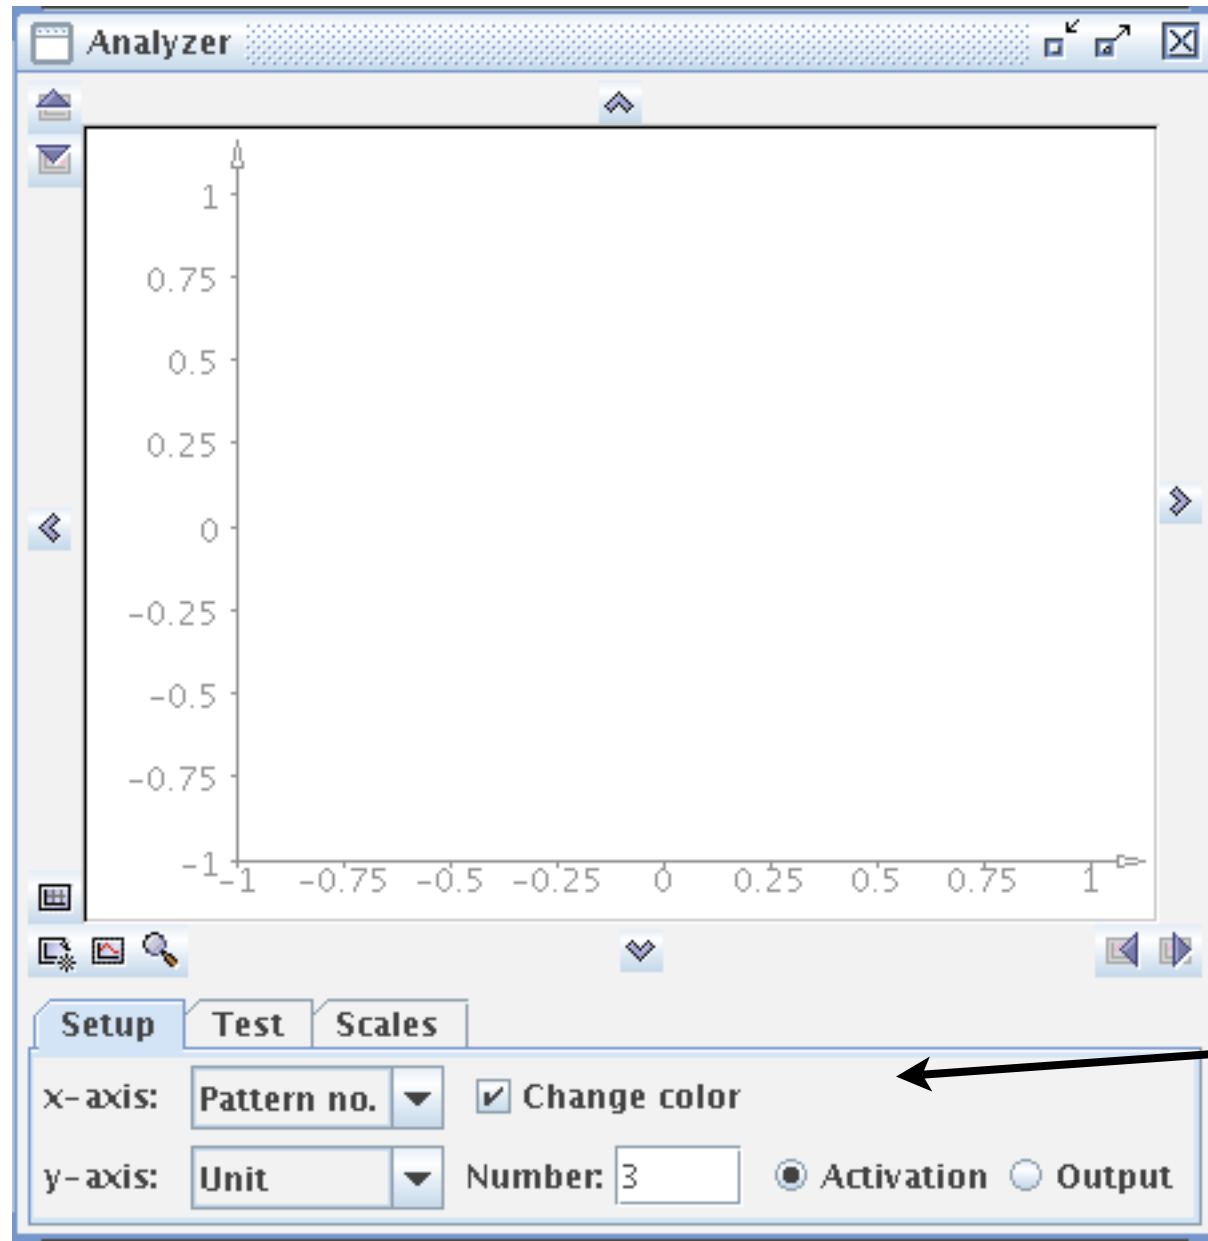 Analyzer
1
0.75
0.5
0.25
0
-0.25
-0.5
-0.75
-1
-1 -0.75 -0.5 -0.25 0 0.25 0.5 0.75 1
Setup Test Scales
x-axis: Pattern no. Change color
y-axis: Unit Number: 3 Activation Output